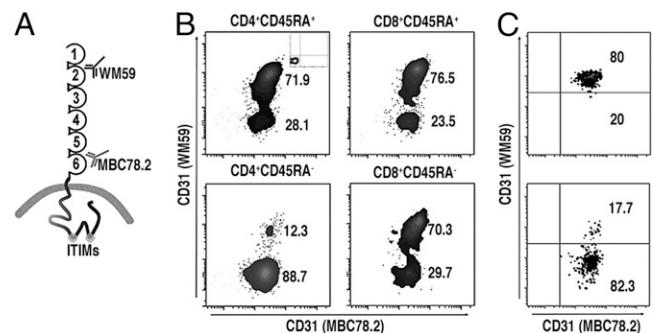 A
1
2
3
4
5
6
WM59
MBC78.2
ITIMs
B
CD4⁺CD45RA⁺
CD8⁺CD45RA⁺
71.9
28.1
76.5
23.5
CD4⁺CD45RA⁻
CD8⁺CD45RA⁻
12.3
88.7
70.3
29.7
CD31 (WM59)
CD31 (MBC78.2)
C
80
20
17.7
82.3
CD31 (WM59)
CD31 (MBC78.2)